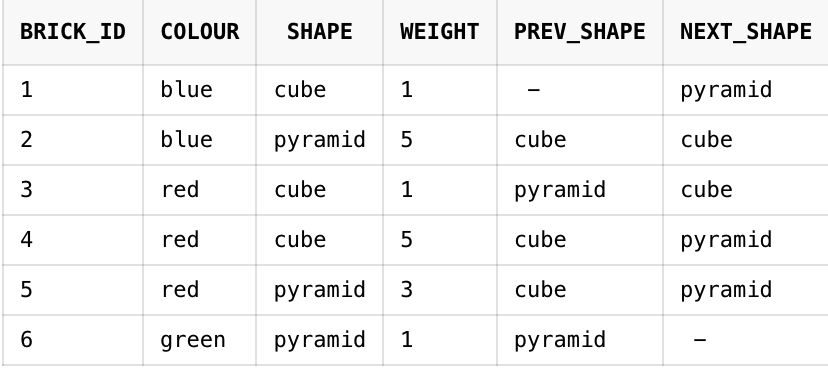 BRICK_ID COLOUR SHAPE WEIGHT PREV_SHAPE NEXT_SHAPE
1 blue cube 1 – pyramid
2 blue pyramid 5 cube cube
3 red cube 1 pyramid cube
4 red cube 5 cube pyramid
5 red pyramid 3 cube pyramid
6 green pyramid 1 pyramid –